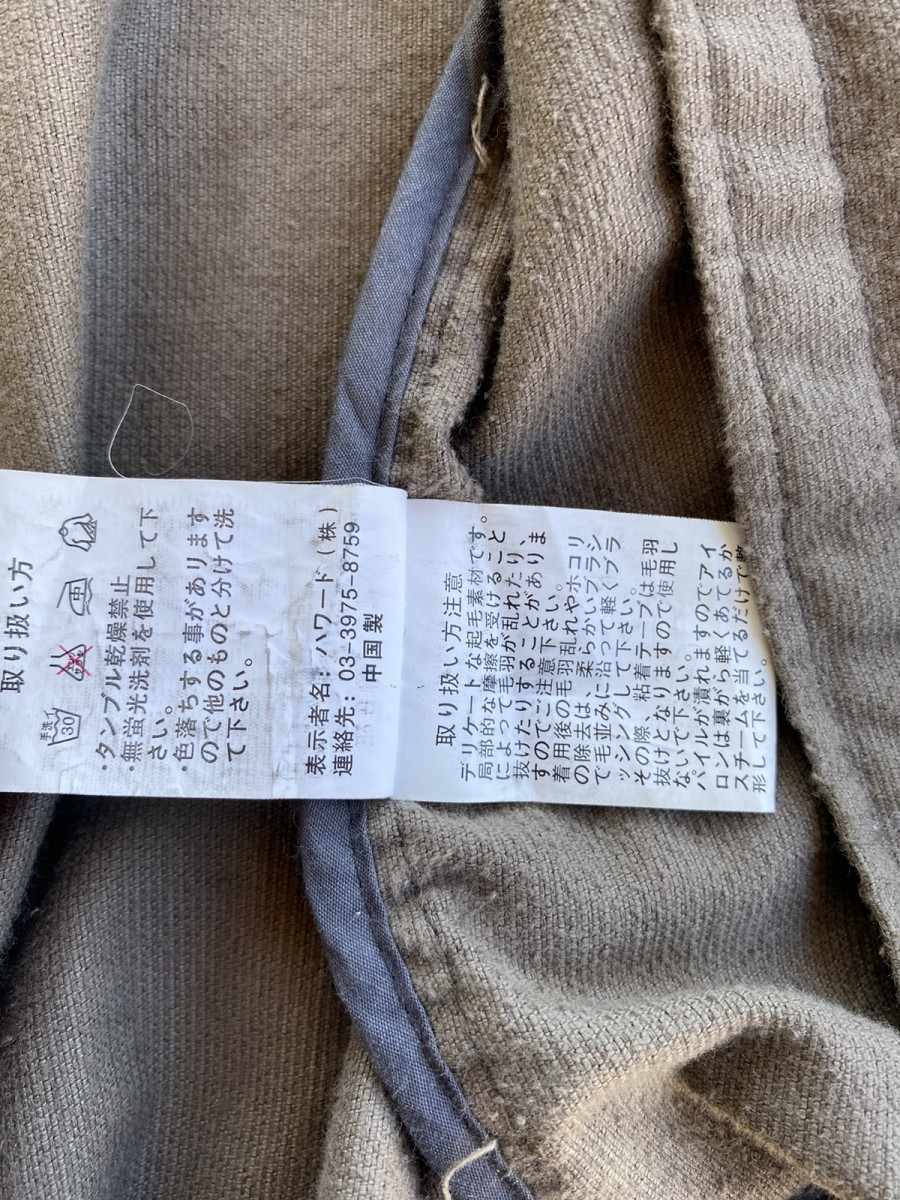 取り扱い方
手洗イ
30
・タンブル乾燥禁止
・無蛍光洗剤を使用して下
さい。
・色落ちする事があります
ので他のものと分けて洗
て下さい。
表示者名：ハワード(株)
連絡先：03-3975-8759
中国製
取り扱い方注意
デリケートな起毛素材です。
局部的な摩擦を受けること
によって毛羽が乱れたり、
抜けたりすることがありま
すのでご注意下さい。
着用後の毛羽乱れやホコリ
の除去は、柔らかいブラシ
で毛並みに沿って軽くブラ
ッシングして下さい。
その際、粘着テープは毛羽
抜けとなりますので使用し
ないで下さい。
パイルが潰れますのでアイ
ロンは裏から軽くあてるか
スチームを当てるだけで整
形して下さい。